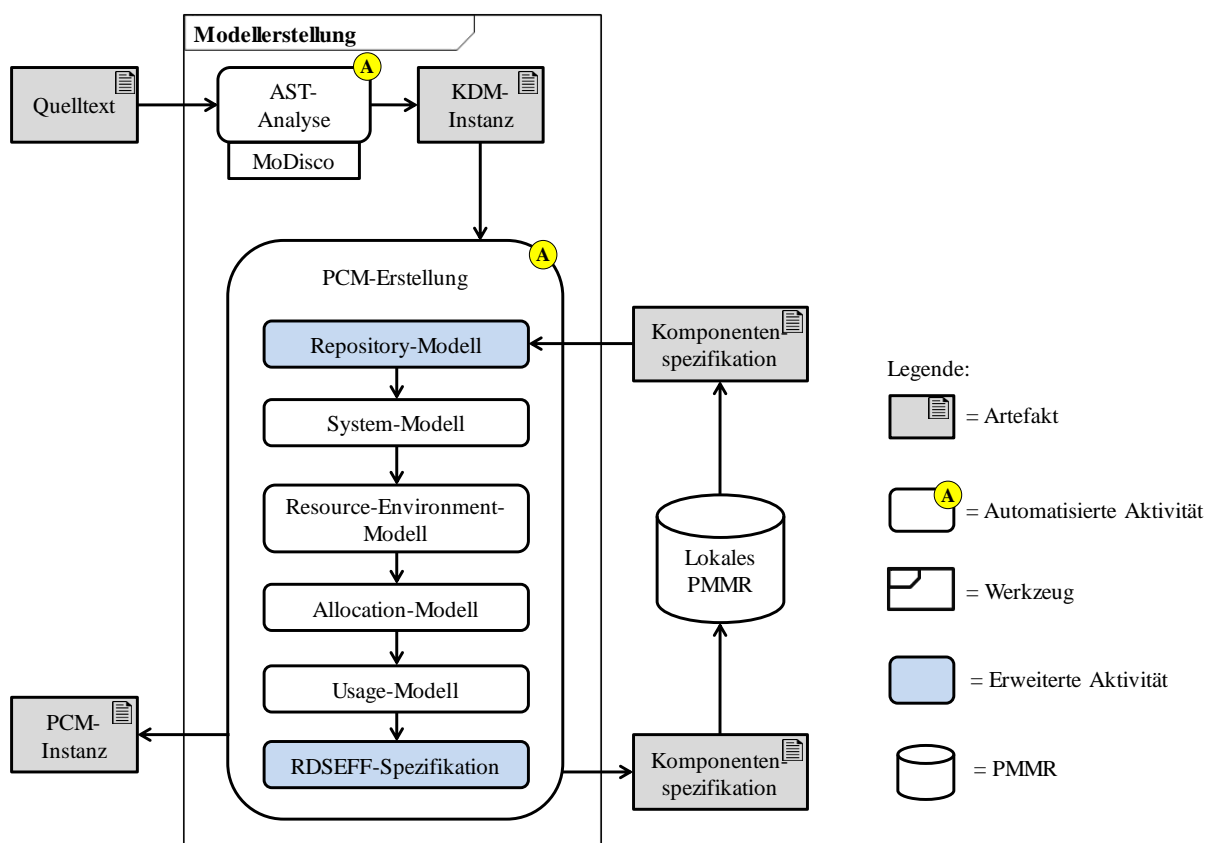 Modellerstellung
Quelltext
AST-
Analyse
A
MoDisco
KDM-
Instanz
PCM-Erstellung
A
Repository-Modell
System-Modell
Resource-Environment-
Modell
Allocation-Modell
Usage-Modell
RDSEFF-Spezifikation
PCM-
Instanz
Komponenten-
spezifikation
Lokales
PMMR
Komponenten-
spezifikation
Legende:
= Artefakt
A
= Automatisierte Aktivität
= Werkzeug
= Erweiterte Aktivität
= PMMR